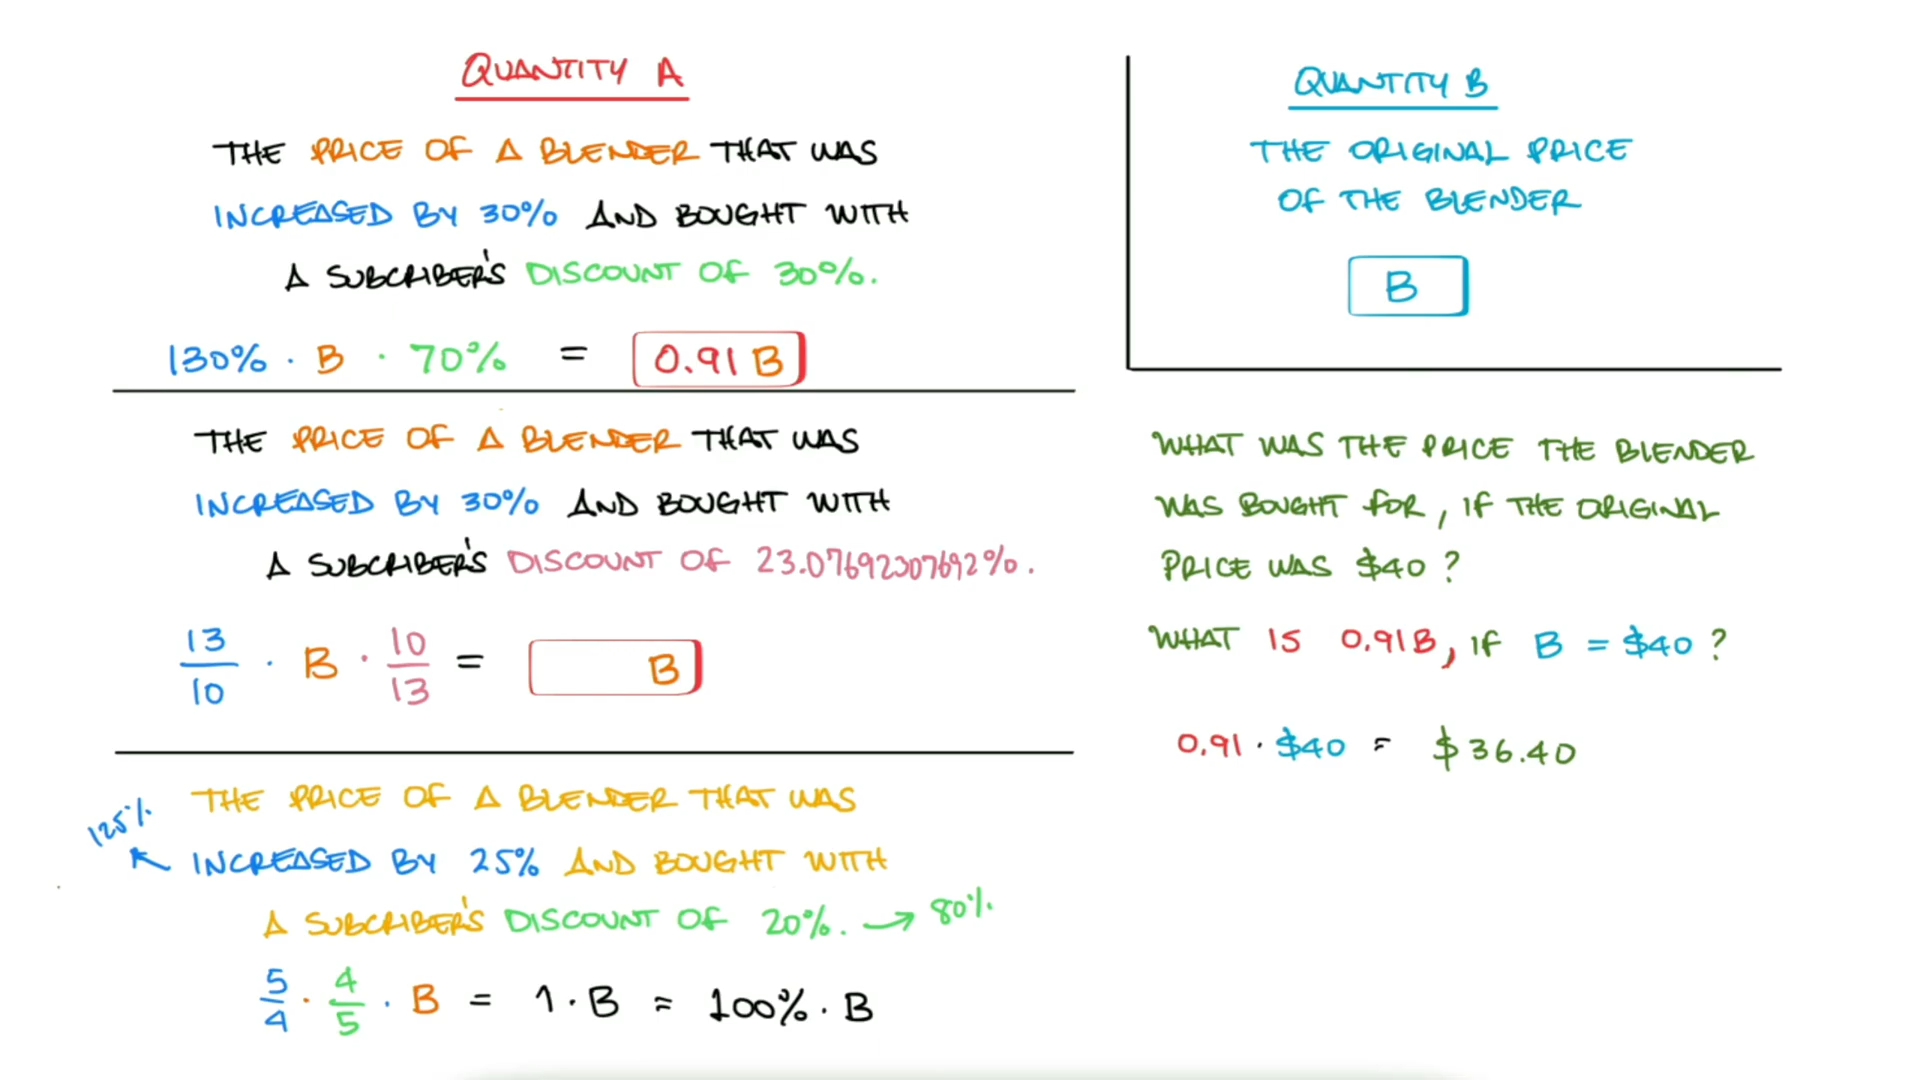 QUANTITY A
THE PRICE OF A BLENDER THAT WAS
INCREASED BY 30% AND BOUGHT WITH
A SUBCRIBER'S DISCOUNT OF 30%.
130% · B · 70% = 0.91 B
THE PRICE OF A BLENDER THAT WAS
INCREASED BY 30% AND BOUGHT WITH
A SUBCRIBER'S DISCOUNT OF 23.07692307692%.
13/10 · B · 10/13 = B
THE PRICE OF A BLENDER THAT WAS
125%
INCREASED BY 25% AND BOUGHT WITH
A SUBCRIBER'S DISCOUNT OF 20%. → 80%
5/4 · 4/5 · B = 1 · B = 100% · B
QUANTITY B
THE ORIGINAL PRICE
OF THE BLENDER
B
WHAT WAS THE PRICE THE BLENDER
WAS BOUGHT FOR, IF THE ORIGINAL
PRICE WAS $40?
WHAT IS 0.91B, IF B = $40?
0.91 · $40 = $36.40